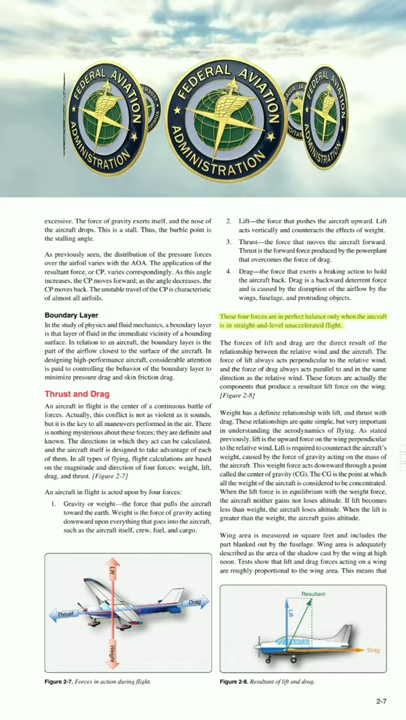 FEDERAL AVIATION
ADMINISTRATION
FEDERAL AVIATION
ADMINISTRATION
FEDERAL AVIATION
ADMINISTRATION
excessive. The force of gravity exerts itself, and the nose of
the aircraft drops. This is a stall. Thus, the burble point is
the stalling angle.
As previously seen, the distribution of the pressure forces
over the airfoil varies with the AOA. The application of the
resultant force, or CP, varies correspondingly. As this angle
increases, the CP moves forward; as the angle decreases, the
CP moves back. The unstable travel of the CP is characteristic
of almost all airfoils.
Boundary Layer
In the study of physics and fluid mechanics, a boundary layer
is that layer of fluid in the immediate vicinity of a bounding
surface. In relation to an aircraft, the boundary layer is the
part of the airflow closest to the surface of the aircraft. In
designing high-performance aircraft, considerable attention
is paid to controlling the behavior of the boundary layer to
minimize pressure drag and skin friction drag.
Thrust and Drag
An aircraft in flight is the center of a continuous battle of
forces. Actually, this conflict is not as violent as it sounds,
but it is the key to all maneuvers performed in the air. There
is nothing mysterious about these forces; they are definite and
known. The directions in which they act can be calculated,
and the aircraft itself is designed to take advantage of each
of them. In all types of flying, flight calculations are based
on the magnitude and direction of four forces: weight, lift,
drag, and thrust. [Figure 2-7]
An aircraft in flight is acted upon by four forces:
1. Gravity or weight—the force that pulls the aircraft
toward the earth. Weight is the force of gravity acting
downward upon everything that goes into the aircraft,
such as the aircraft itself, crew, fuel, and cargo.
2. Lift—the force that pushes the aircraft upward. Lift
acts vertically and counteracts the effects of weight.
3. Thrust—the force that moves the aircraft forward.
Thrust is the forward force produced by the powerplant
that overcomes the force of drag.
4. Drag—the force that exerts a braking action to hold
the aircraft back. Drag is a backward deterrent force
and is caused by the disruption of the airflow by the
wings, fuselage, and protruding objects.
These four forces are in perfect balance only when the aircraft
is in straight-and-level unaccelerated flight.
The forces of lift and drag are the direct result of the
relationship between the relative wind and the aircraft. The
force of lift always acts perpendicular to the relative wind,
and the force of drag always acts parallel to and in the same
direction as the relative wind. These forces are actually the
components that produce a resultant lift force on the wing.
[Figure 2-8]
Weight has a definite relationship with lift, and thrust with
drag. These relationships are quite simple, but very important
in understanding the aerodynamics of flying. As stated
previously, lift is the upward force on the wing perpendicular
to the relative wind. Lift is required to counteract the aircraft's
weight, caused by the force of gravity acting on the mass of
the aircraft. This weight force acts downward through a point
called the center of gravity (CG). The CG is the point at which
all the weight of the aircraft is considered to be concentrated.
When the lift force is in equilibrium with the weight force,
the aircraft neither gains nor loses altitude. If lift becomes
less than weight, the aircraft loses altitude. When the lift is
greater than the weight, the aircraft gains altitude.
Wing area is measured in square feet and includes the
part blanked out by the fuselage. Wing area is adequately
described as the area of the shadow cast by the wing at high
noon. Tests show that lift and drag forces acting on a wing
are roughly proportional to the wing area. This means that
Lift
Thrust
Drag
Weight
Figure 2-7. Forces in action during flight.
Resultant
Lift
Drag
Figure 2-8. Resultant of lift and drag.
2-7